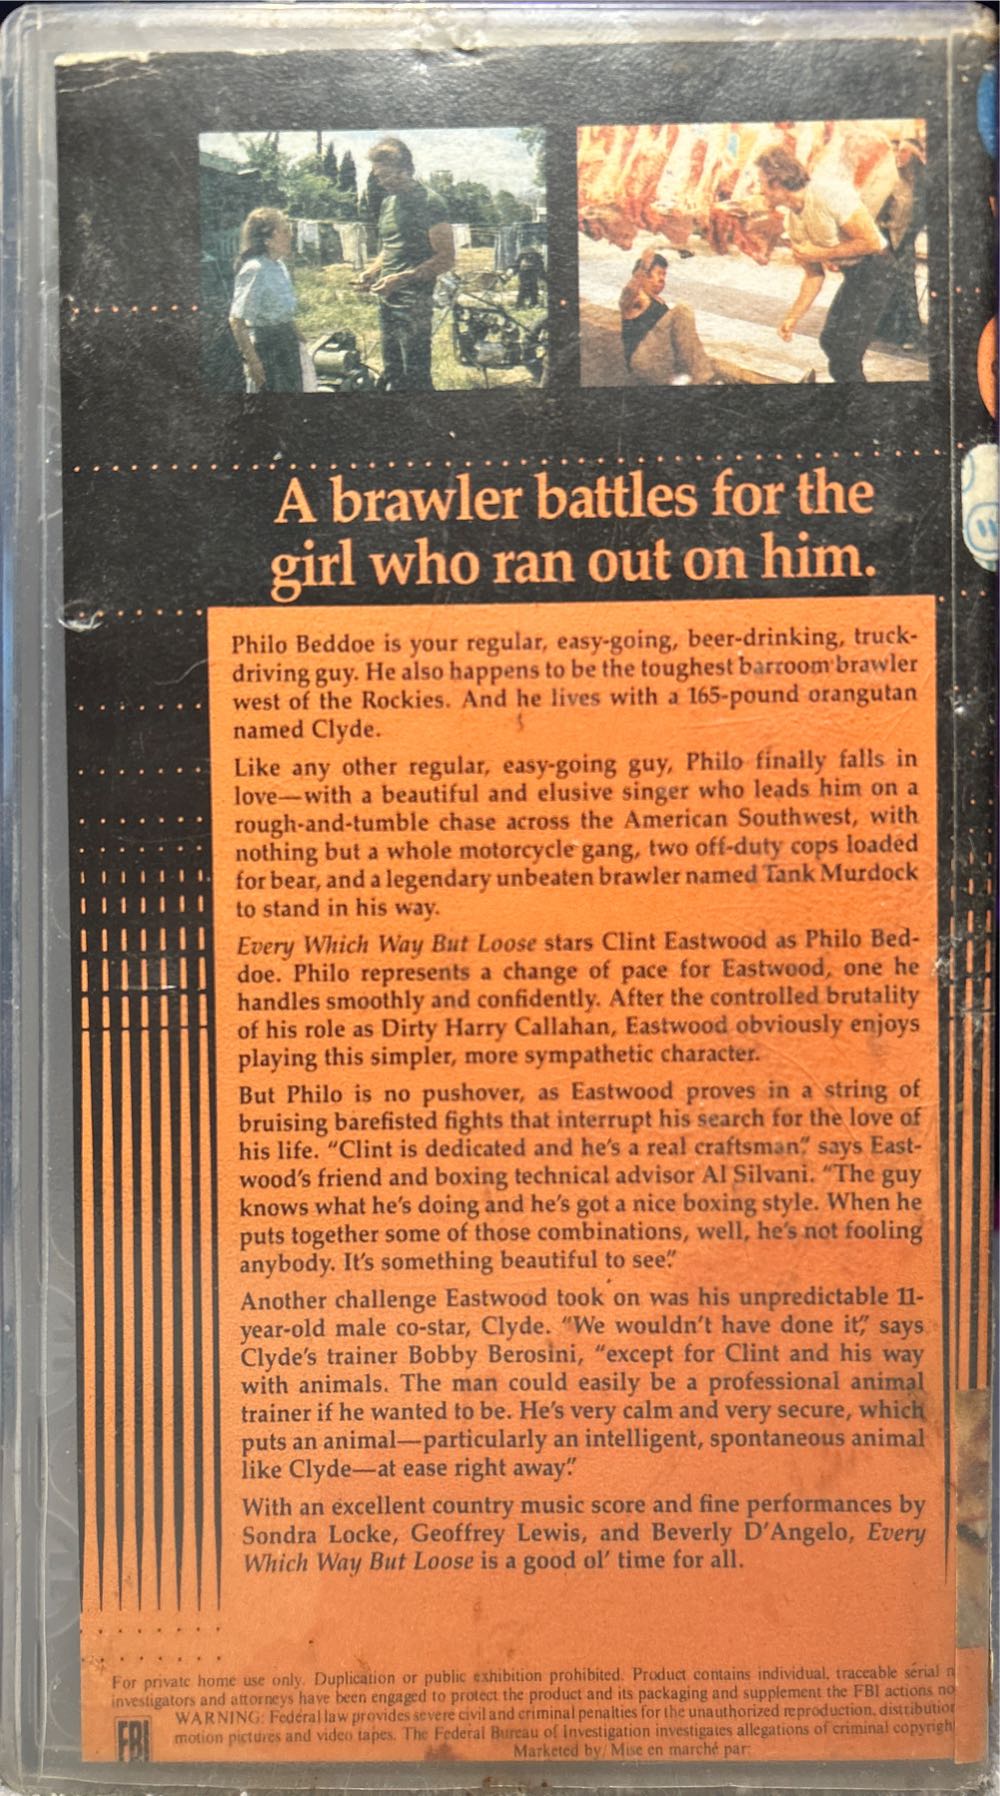 A brawler battles for the
girl who ran out on him.
Philo Beddoe is your regular, easy-going, beer-drinking, truck-
driving guy. He also happens to be the toughest barroom brawler
west of the Rockies. And he lives with a 165-pound orangutan
named Clyde.
Like any other regular, easy-going guy, Philo finally falls in
love—with a beautiful and elusive singer who leads him on a
rough-and-tumble chase across the American Southwest, with
nothing but a whole motorcycle gang, two off-duty cops loaded
for bear, and a legendary unbeaten brawler named Tank Murdock
to stand in his way.
Every Which Way But Loose stars Clint Eastwood as Philo Bed-
doe. Philo represents a change of pace for Eastwood, one he
handles smoothly and confidently. After the controlled brutality
of his role as Dirty Harry Callahan, Eastwood obviously enjoys
playing this simpler, more sympathetic character.
But Philo is no pushover, as Eastwood proves in a string of
bruising barefisted fights that interrupt his search for the love of
his life. “Clint is dedicated and he's a real craftsman,” says East-
wood's friend and boxing technical advisor Al Silvani. “The guy
knows what he's doing and he's got a nice boxing style. When he
puts together some of those combinations, well, he's not fooling
anybody. It's something beautiful to see.”
Another challenge Eastwood took on was his unpredictable 11-
year-old male co-star, Clyde. “We wouldn't have done it,” says
Clyde's trainer Bobby Berosini, “except for Clint and his way
with animals. The man could easily be a professional animal
trainer if he wanted to be. He's very calm and very secure, which
puts an animal—particularly an intelligent, spontaneous animal
like Clyde—at ease right away.”
With an excellent country music score and fine performances by
Sondra Locke, Geoffrey Lewis, and Beverly D'Angelo, Every
Which Way But Loose is a good ol' time for all.
For private home use only. Duplication or public exhibition prohibited. Product contains individual, traceable serial n
investigators and attorneys have been engaged to protect the product and its packaging and supplement the FBI actions no
WARNING: Federal law provides severe civil and criminal penalties for the unauthorized reproduction, distribution
FBI motion pictures and video tapes. The Federal Bureau of Investigation investigates allegations of criminal copyrigh
Marketed by/Mise en marché par: